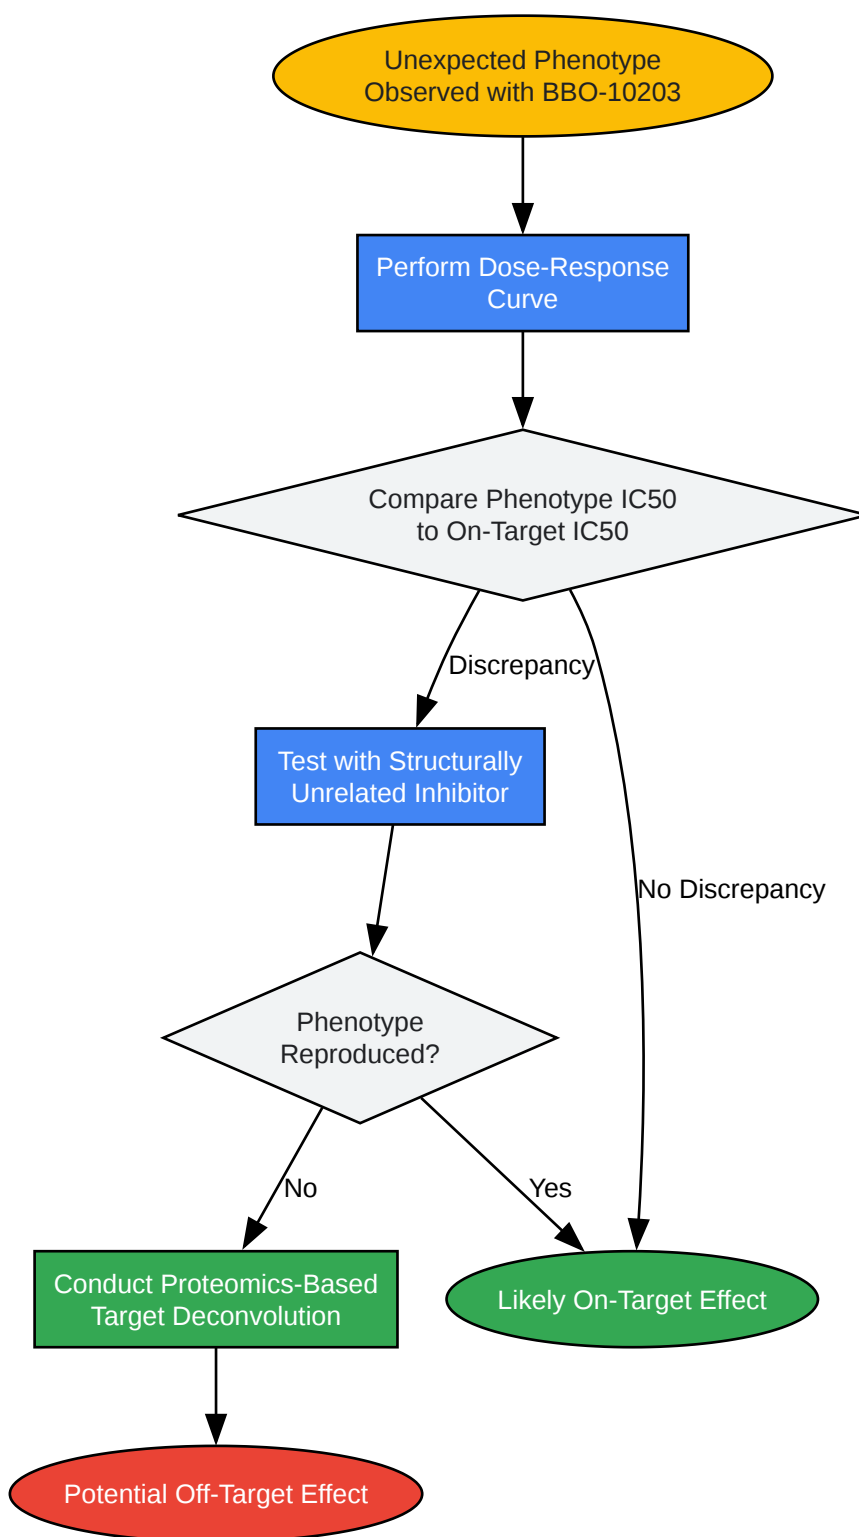 Unexpected Phenotype
Observed with BBO-10203
Perform Dose-Response
Curve
Compare Phenotype IC50
to On-Target IC50
Discrepancy
Test with Structurally
Unrelated Inhibitor
No Discrepancy
Phenotype
Reproduced?
No
Yes
Conduct Proteomics-Based
Target Deconvolution
Likely On-Target Effect
Potential Off-Target Effect